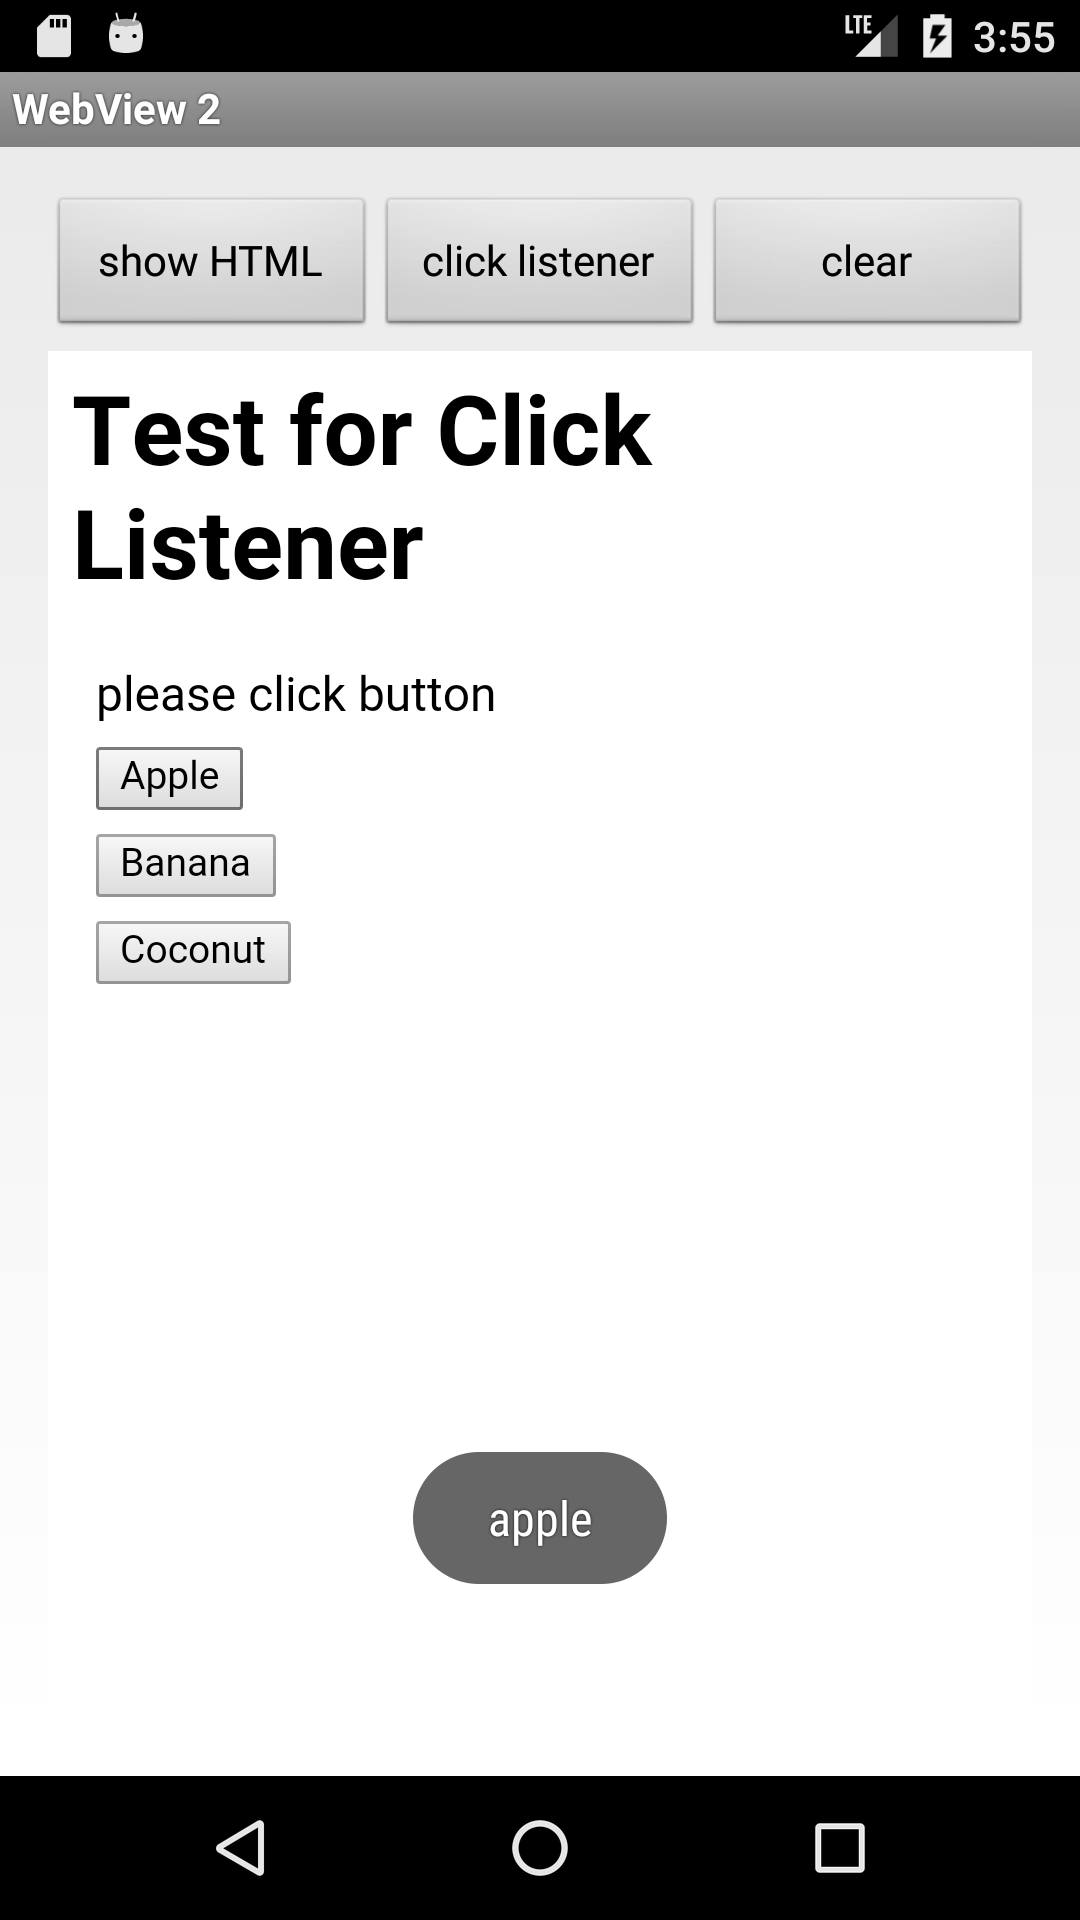 LTE 3:55
WebView 2
show HTML click listener clear
Test for Click
Listener
please click button
Apple
Banana
Coconut
apple